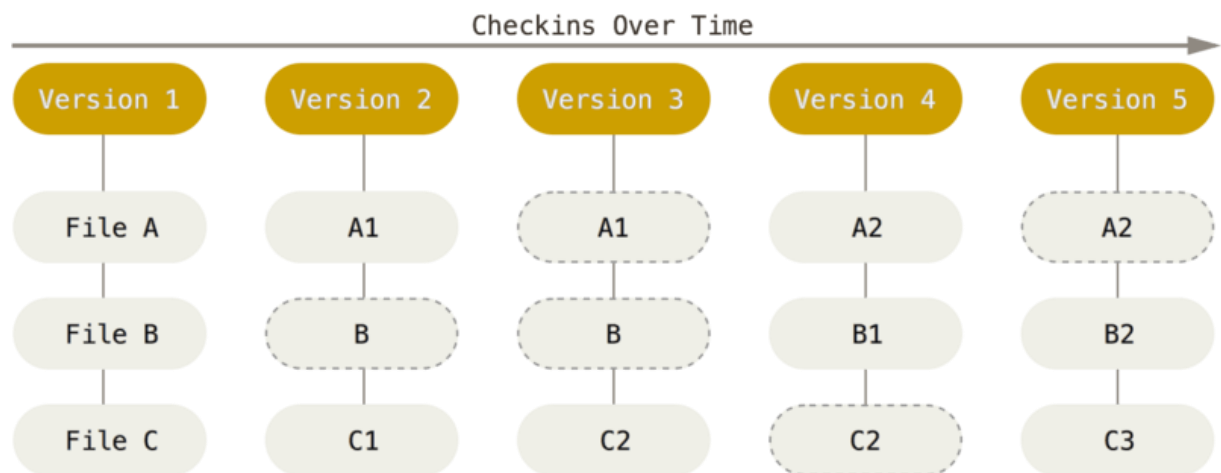 Checkins Over Time
Version 1 Version 2 Version 3 Version 4 Version 5
File A A1 A1 A2 A2
File B B B B1 B2
File C C1 C2 C2 C3